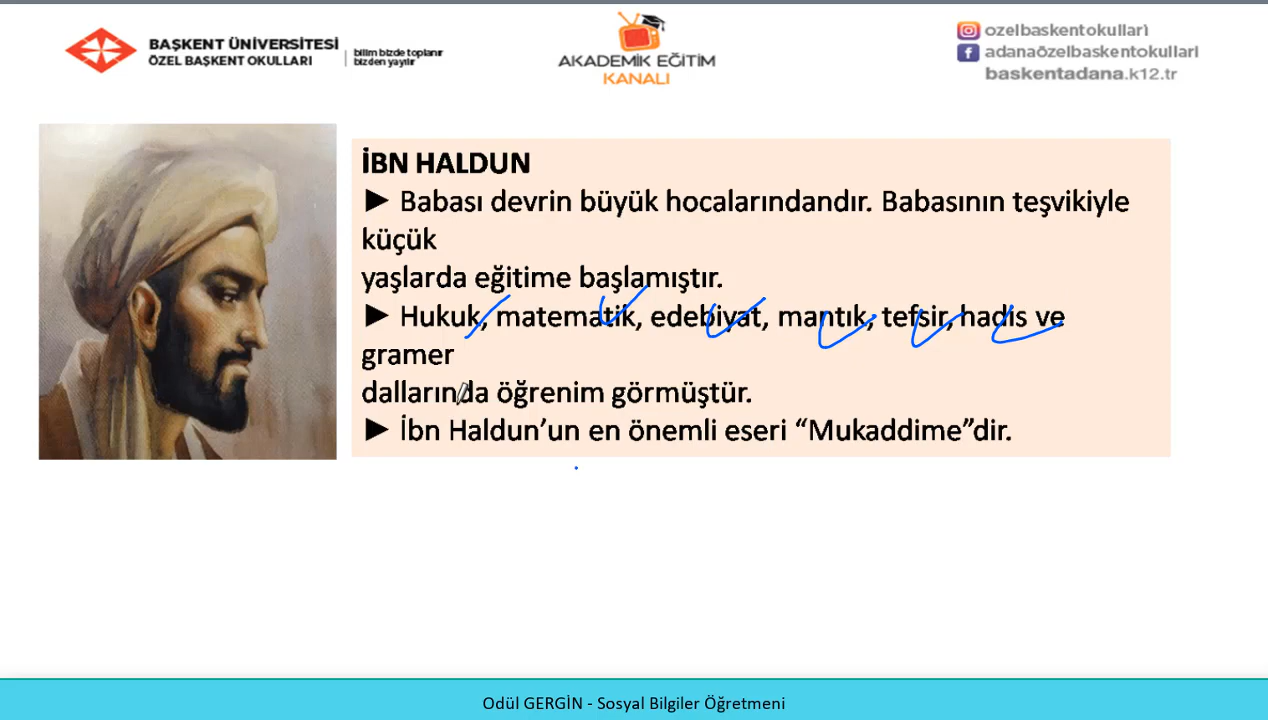 BAŞKENT ÜNİVERSİTESİ
ÖZEL BAŞKENT OKULLARI
bilim bizde toplanır
bizden yayılır
AKADEMİK EĞİTİM
KANALI
ozelbaskentokullari
adanaözelbaskentokullari
baskentadana.k12.tr
İBN HALDUN
► Babası devrin büyük hocalarındandır. Babasının teşvikiyle
küçük
yaşlarda eğitime başlamıştır.
► Hukuk, matematik, edebiyat, mantık, tefsir, hadis ve
gramer
dallarında öğrenim görmüştür.
► İbn Haldun’un en önemli eseri “Mukaddime”dir.
Odül GERGİN - Sosyal Bilgiler Öğretmeni